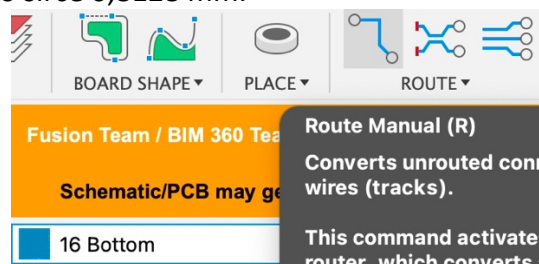 BOARD SHAPE▾ PLACE▾ ROUTE▾
Fusion Team / BIM 360 Tea
Schematic/PCB may ge
16 Bottom
Route Manual (R)
Converts unrouted conn
wires (tracks).
This command activate
router, which converts